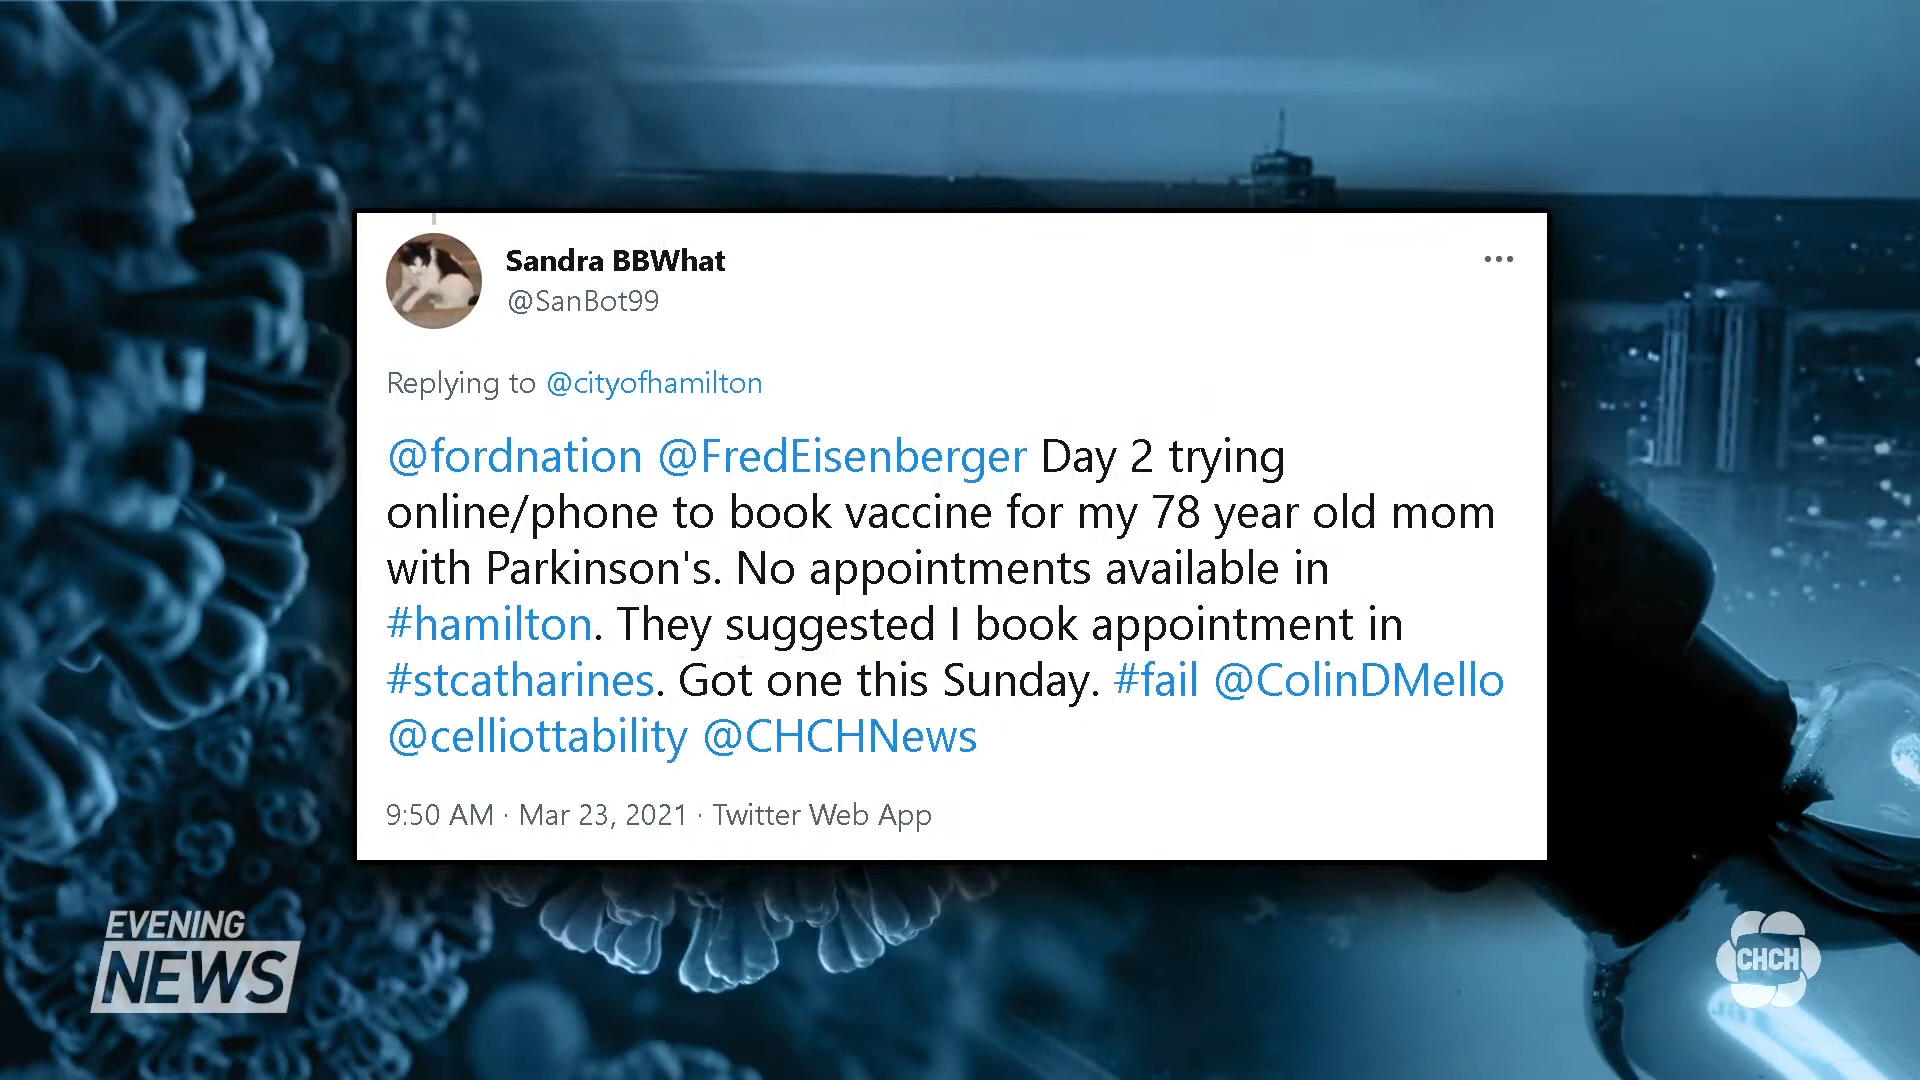 Sandra BBWhat
@SanBot99
Replying to @cityofhamilton
@fordnation @FredEisenberger Day 2 trying
online/phone to book vaccine for my 78 year old mom
with Parkinson's. No appointments available in
#hamilton. They suggested I book appointment in
#stcatharines. Got one this Sunday. #fail @ColinDMello
@celliottability @CHCHNews
9:50 AM · Mar 23, 2021 · Twitter Web App
EVENING
NEWS
CHCH